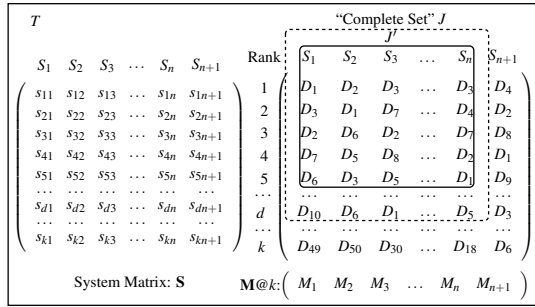 T “Complete Set” J
J′
S1 S2 S3 … Sn Sn+1 Rank S1 S2 S3 … Sn Sn+1
s11 s12 s13 … s1n s1n+1 1 D1 D2 D3 … D3 D4
s21 s22 s23 … s2n s2n+1 2 D3 D1 D7 … D4 D2
s31 s32 s33 … s3n s3n+1 3 D2 D6 D2 … D7 D8
s41 s42 s43 … s4n s4n+1 4 D7 D5 D8 … D2 D1
s51 s52 s53 … s5n s5n+1 5 D6 D3 D5 … D1 D9
… … … … … … … … … … … … …
sd1 sd2 sd3 … sdn sdn+1 d D10 D6 D1 … D5 D3
… … … … … … … … … … … … …
sk1 sk2 sk3 … skn skn+1 k D49 D50 D30 … D18 D6
System Matrix: S M@k: ( M1 M2 M3 … Mn Mn+1 )